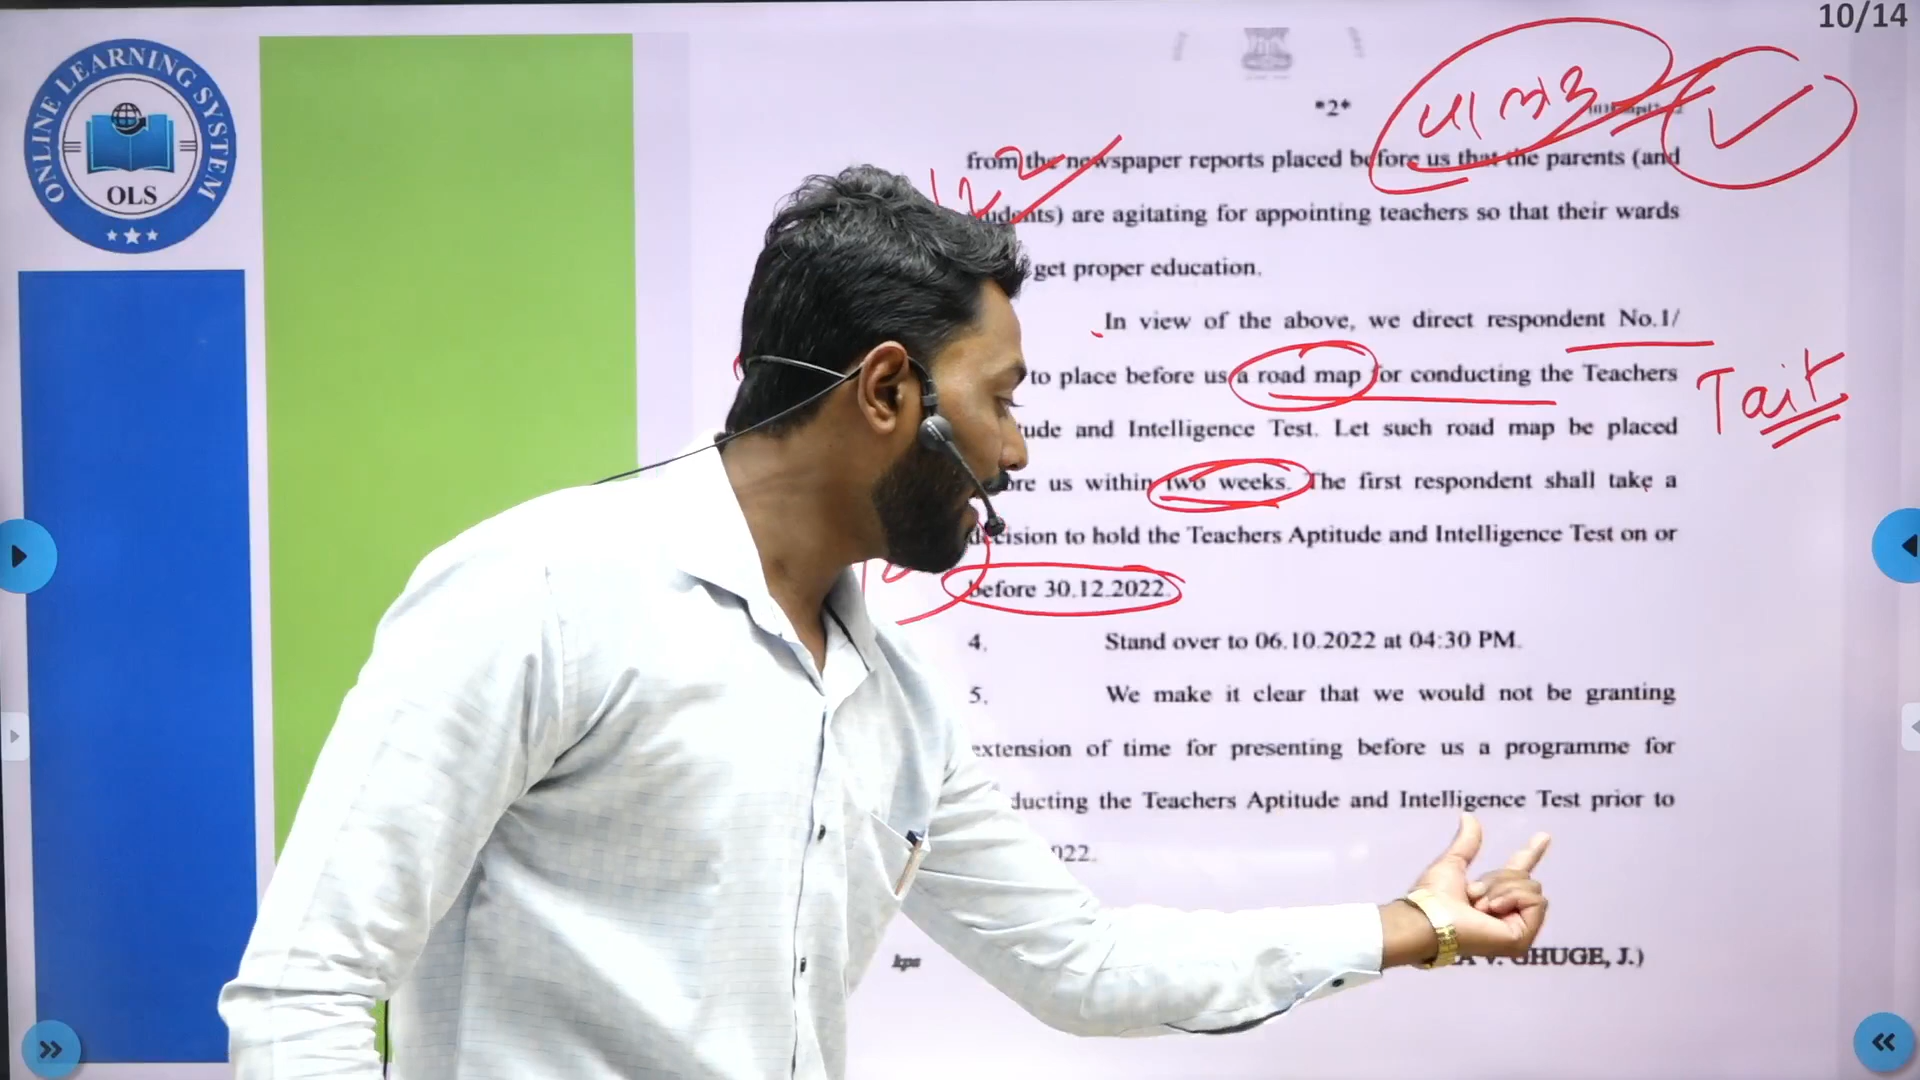 10/14
ONLINE LEARNING SYSTEM
OLS
*2*
from the newspaper reports placed before us that the parents (and
are agitating for appointing teachers so that their wards
get proper education.
In view of the above, we direct respondent No.1/
to place before us a road map for conducting the Teachers
and Intelligence Test. Let such road map be placed
us within two weeks. The first respondent shall take a
decision to hold the Teachers Aptitude and Intelligence Test on or
before 30.12.2022.
Tait
4. Stand over to 06.10.2022 at 04:30 PM.
5. We make it clear that we would not be granting
extension of time for presenting before us a programme for
the Teachers Aptitude and Intelligence Test prior to
022.
kps
V. GHUGE, J.)